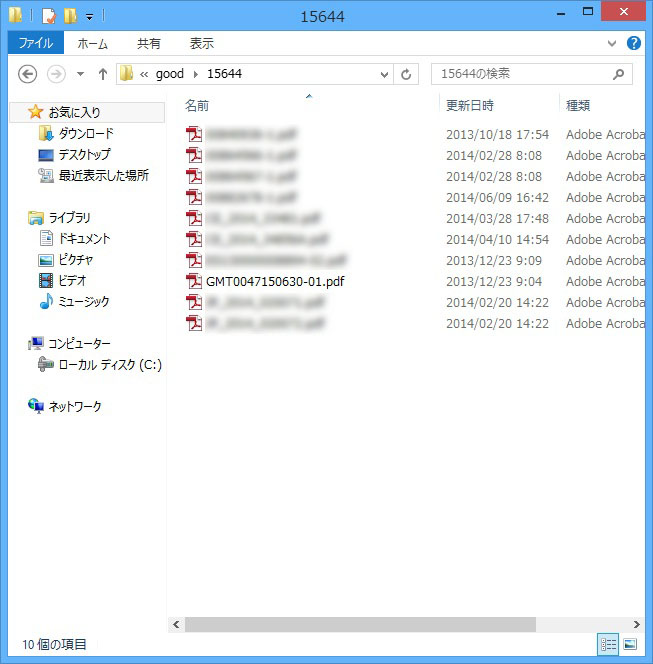 15644
ファイル ホーム 共有 表示
« good 15644 15644の検索
お気に入り
ダウンロード
デスクトップ
最近表示した場所
ライブラリ
ドキュメント
ピクチャ
ビデオ
ミュージック
コンピューター
ローカル ディスク (C:)
ネットワーク
名前 更新日時 種類
2013/10/18 17:54 Adobe Acroba
2014/02/28 8:08 Adobe Acroba
2014/02/28 8:08 Adobe Acroba
2014/06/09 16:42 Adobe Acroba
2014/03/28 17:48 Adobe Acroba
2014/04/10 14:54 Adobe Acroba
2013/12/23 9:09 Adobe Acroba
GMT0047150630-01.pdf 2013/12/23 9:04 Adobe Acroba
2014/02/20 14:22 Adobe Acroba
2014/02/20 14:22 Adobe Acroba
10 個の項目